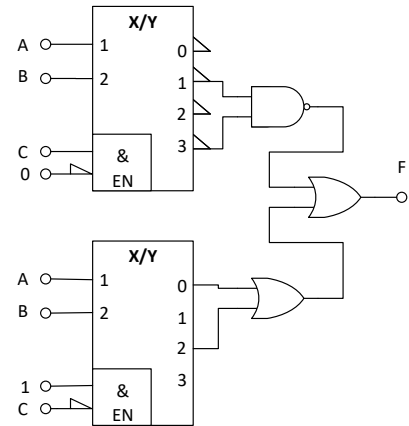 X/Y
A 1 0
B 2 1
2
C & 3
0 EN
F
X/Y
A 1 0
B 2 1
2
1 & 3
C EN